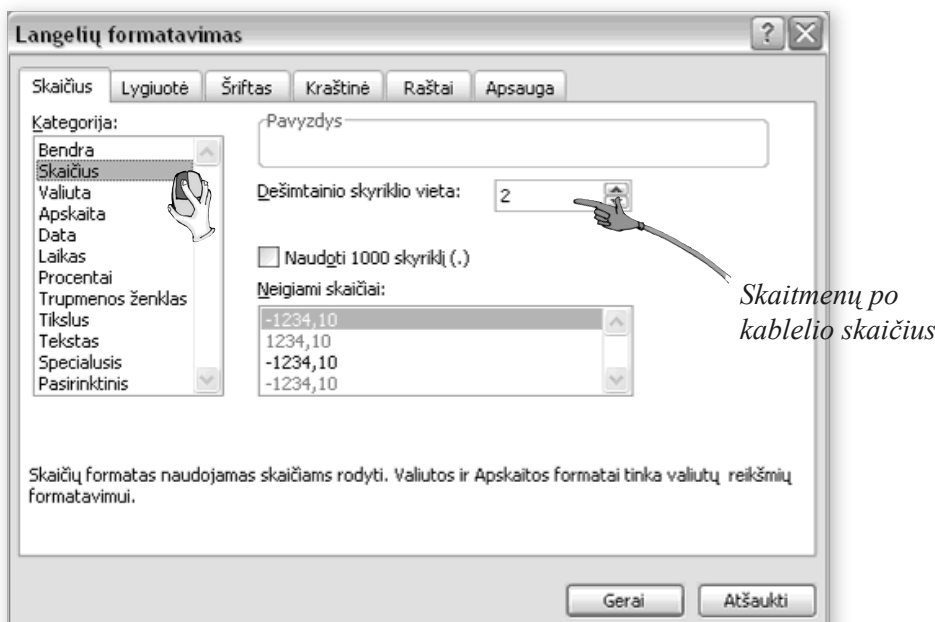 Langelių formatavimas
Skaičius Lygiuotė Šriftas Kraštinė Raštai Apsauga
Kategorija:
Bendra
Skaičius
Valiuta
Apskaita
Data
Laikas
Procentai
Trupmenos ženklas
Tikslus
Tekstas
Specialusis
Pasirinktinis
Pavyzdys
Dešimtainio skyriklio vieta: 2
Naudoti 1000 skyriklį (.)
Neigiami skaičiai:
-1234,10
1234,10
-1234,10
-1234,10
Skaitmenų po
kablelio skaičius
Skaičių formatas naudojamas skaičiams rodyti. Valiutos ir Apskaitos formatai tinka valiutų reikšmių
formatavimui.
Gerai Atšaukti